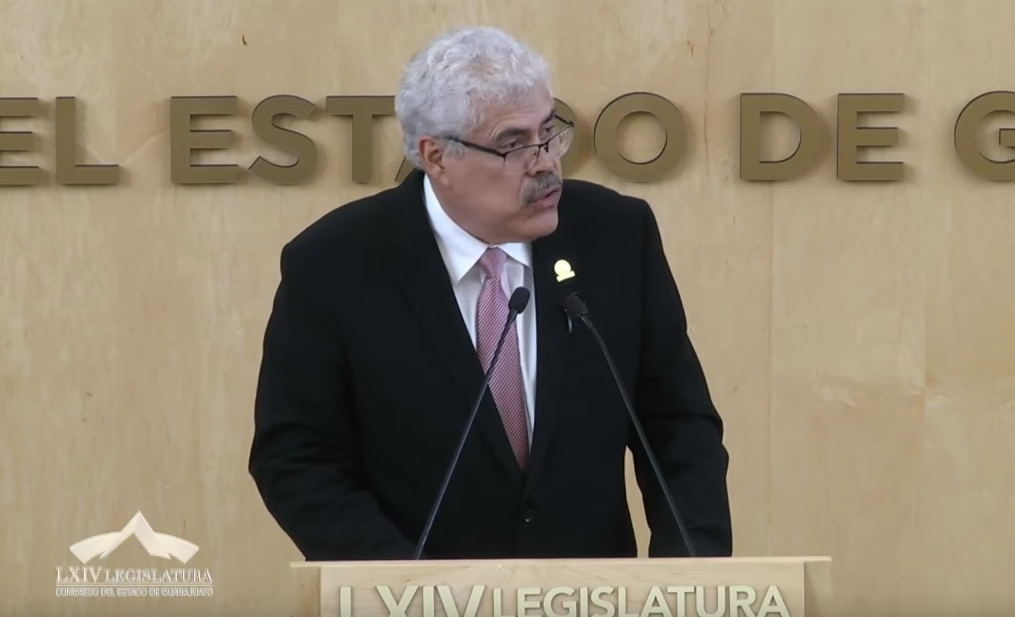 EL ESTADO DE G
LXIV LEGISLATURA
CONGRESO DEL ESTADO DE GUANAJUATO
LXIV LEGISLATURA